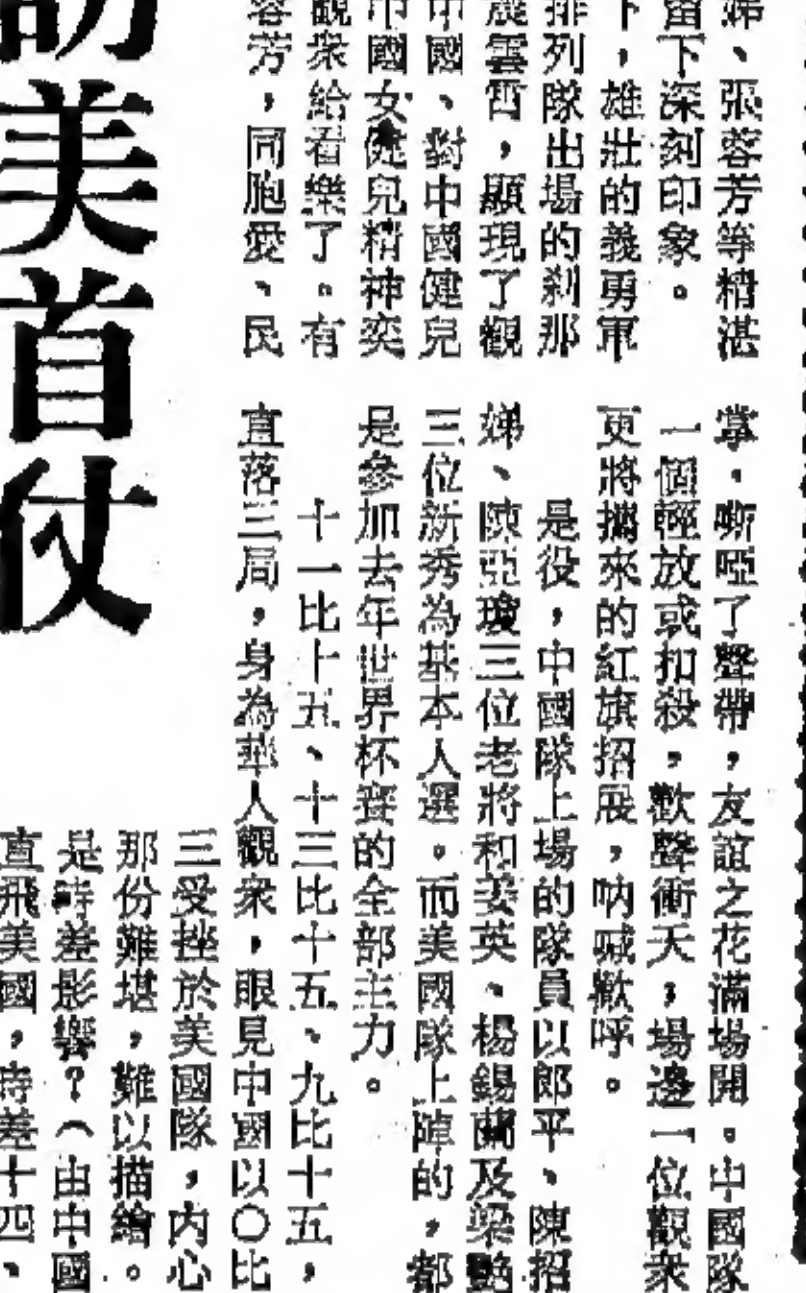 娣、張蓉芳等精湛
留下深刻印象。
下，雄壯的義勇軍
排列隊出場的剎那
震雲霄，顯現了觀
中國、對中國健兒
中國女健兒精神奕
觀衆給看樂了。有
蓉芳，同胞愛、民
掌，嘶啞了聲帶，友誼之花滿場開。中國隊
一個輕放或扣殺，歡聲衝天，場邊一位觀衆
更將攜來的紅旗招展，吶喊歡呼。
是役，中國隊上場的隊員以郎平、陳招
娣、陳亞瓊三位老將和姜英、楊錫蘭及梁艷
三位新秀為基本人選。而美國隊上陣的，都
是參加去年世界杯賽的全部主力。
十一比十五、十三比十五、九比十五，
直落三局，身為華人觀衆，眼見中國以〇比
三受挫於美國隊，內心
那份難堪，難以描繪。
是時差影響？（由中國
直飛美國，時差十四、
訪美首仗